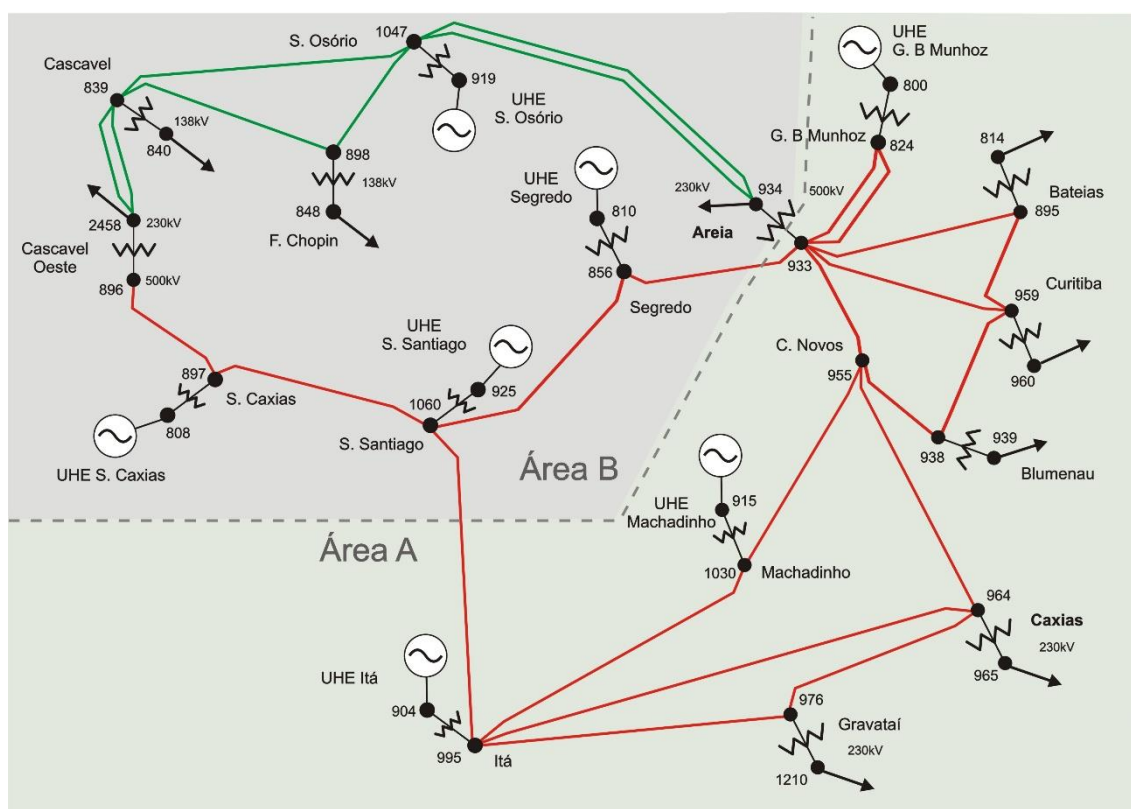 1047
S. Osório
919
UHE
S. Osório
Cascavel
839
138kV
840
898
138kV
848
F. Chopin
2458
230kV
Cascavel
Oeste
500kV
896
897
S. Caxias
808
UHE S. Caxias
UHE
S. Santiago
925
1060
S. Santiago
UHE
Segredo
810
856
Segredo
230kV
934
Areia
500kV
933
UHE
G. B Munhoz
800
G. B Munhoz
824
814
Bateias
895
959
Curitiba
960
C. Novos
955
938
939
Blumenau
Área B
Área A
UHE
Machadinho
915
1030
Machadinho
964
Caxias
230kV
965
UHE Itá
904
995
Itá
976
Gravataí
230kV
1210